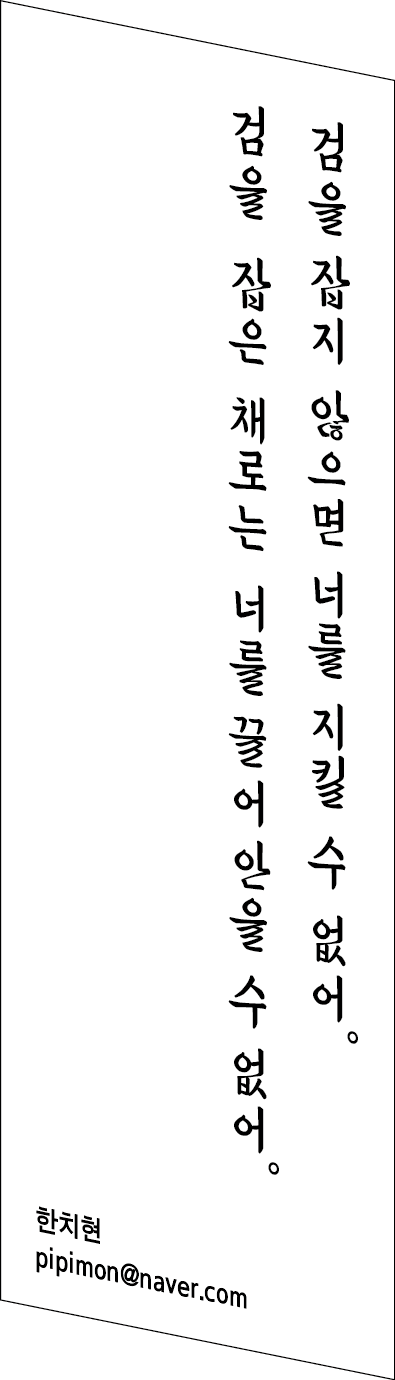 검을 잡지 않으면 너를 지킬 수 없어。
검을 잡은 채로는 너를 끌어 안을 수 없어。
한치현
pipimon@naver.com